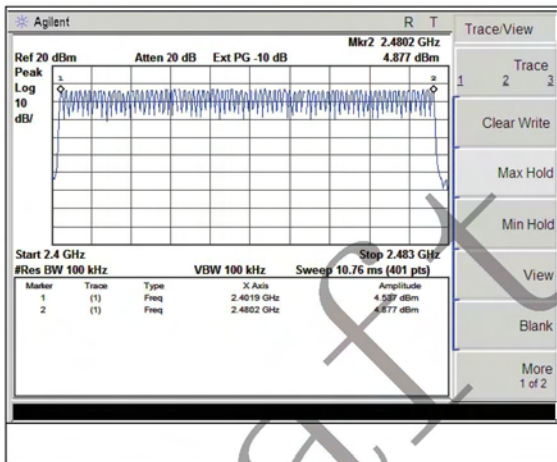 Agilent R T
Mkr2 2.4802 GHz
Ref 20 dBm Atten 20 dB Ext PG -10 dB 4.877 dBm
Peak
Log
10
dB/
1 2
Start 2.4 GHz Stop 2.483 GHz
#Res BW 100 kHz VBW 100 kHz Sweep 10.76 ms (401 pts)
Marker Trace Type X Axis Amplitude
1 (1) Freq 2.4019 GHz 4.537 dBm
2 (1) Freq 2.4802 GHz 4.877 dBm
Trace/View
Trace
1 2 3
Clear Write
Max Hold
Min Hold
View
Blank
More
1 of 2